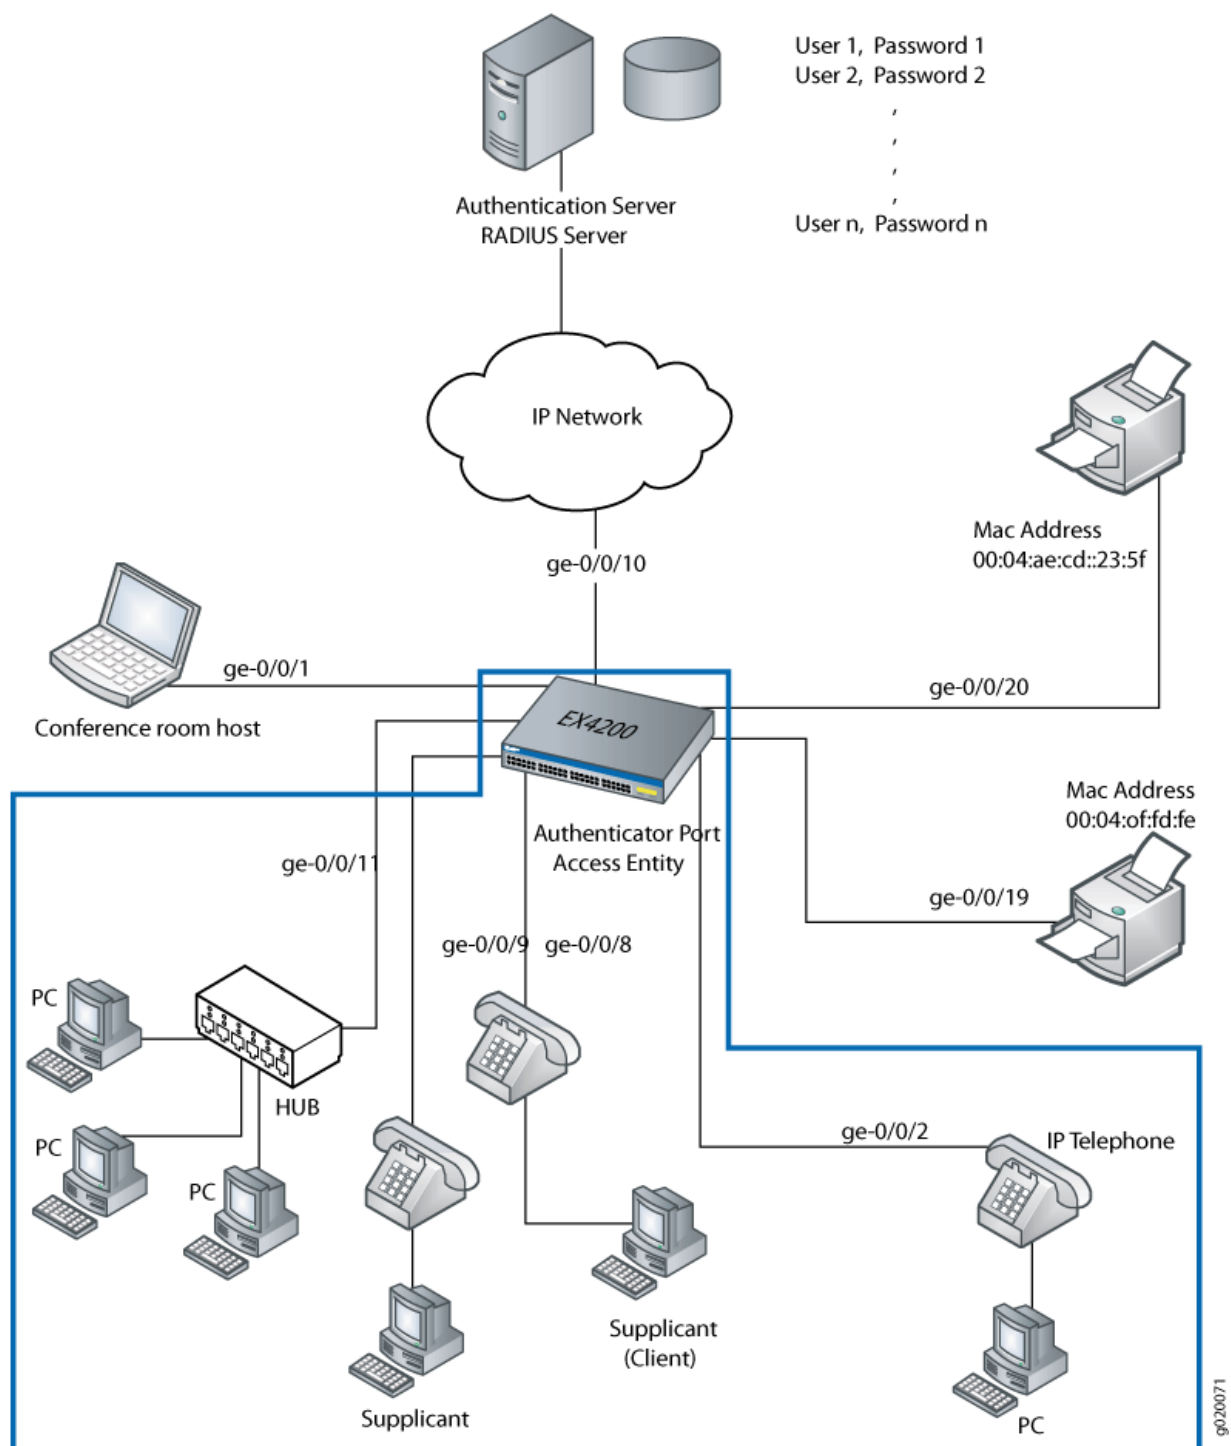 User 1, Password 1
User 2, Password 2
,
,
,
,
User n, Password n
Authentication Server
RADIUS Server
IP Network
Mac Address
00:04:ae:cd::23:5f
ge-0/0/10
ge-0/0/1
Conference room host
ge-0/0/20
EX4200
Mac Address
00:04:of:fd:fe
Authenticator Port
Access Entity
ge-0/0/11
ge-0/0/19
ge-0/0/9
ge-0/0/8
PC
HUB
ge-0/0/2
IP Telephone
PC
PC
Supplicant
(Client)
Supplicant
PC
g020071